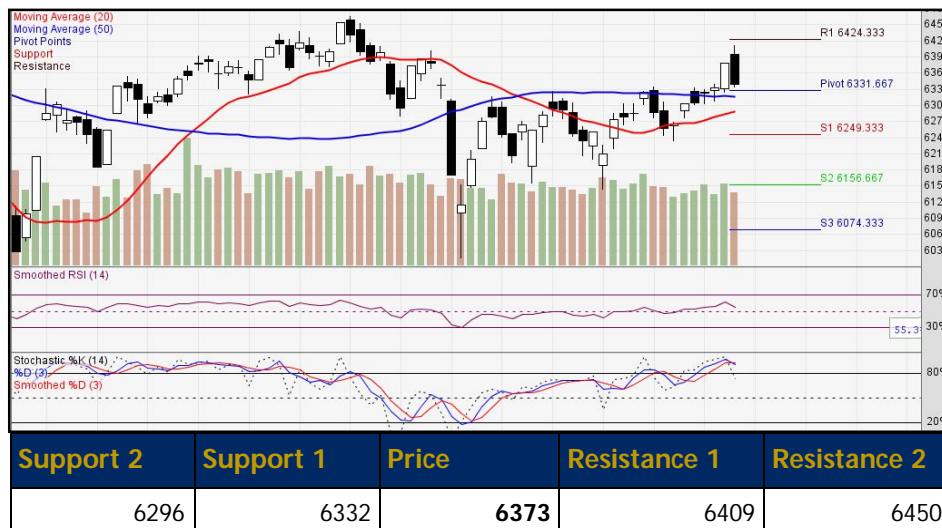 Moving Average (20)
Moving Average (50)
Pivot Points
Support
Resistance
R1 6424.333
Pivot 6331.667
S1 6249.333
S2 6156.667
S3 6074.333
645
642
639
636
633
630
627
624
621
618
615
612
609
606
603
Smoothed RSI (14)
70%
30%
55.3
Stochastic %K (14)
%D (3)
Smoothed %D (3)
80%
20%
Support 2 Support 1 Price Resistance 1 Resistance 2
6296 6332 6373 6409 6450